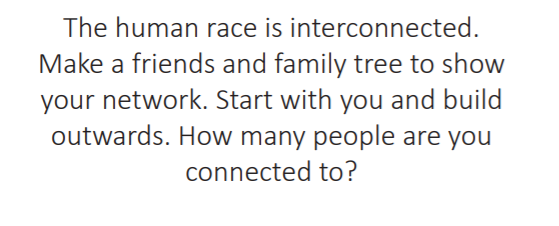 The human race is interconnected.
Make a friends and family tree to show
your network. Start with you and build
outwards. How many people are you
connected to?